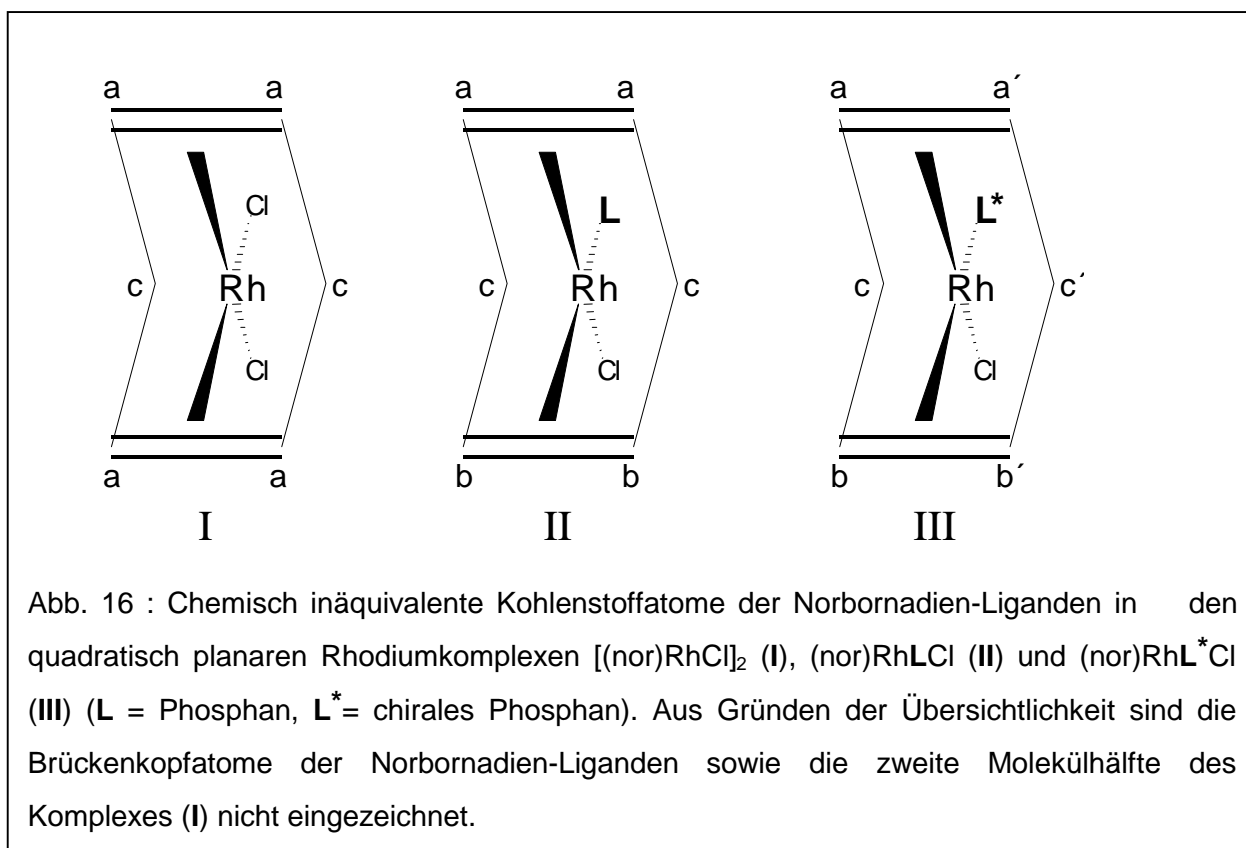 a a a a a a´
Cl L L*
c Rh c c Rh c c Rh c´
Cl Cl Cl
a a b b b b´
I II III
Abb. 16 : Chemisch inäquivalente Kohlenstoffatome der Norbornadien-Liganden in den
quadratisch planaren Rhodiumkomplexen [(nor)RhCl]₂ (I), (nor)RhLCl (II) und (nor)RhL*Cl
(III) (L = Phosphan, L*= chirales Phosphan). Aus Gründen der Übersichtlichkeit sind die
Brückenkopfatome der Norbornadien-Liganden sowie die zweite Molekülhälfte des
Komplexes (I) nicht eingezeichnet.